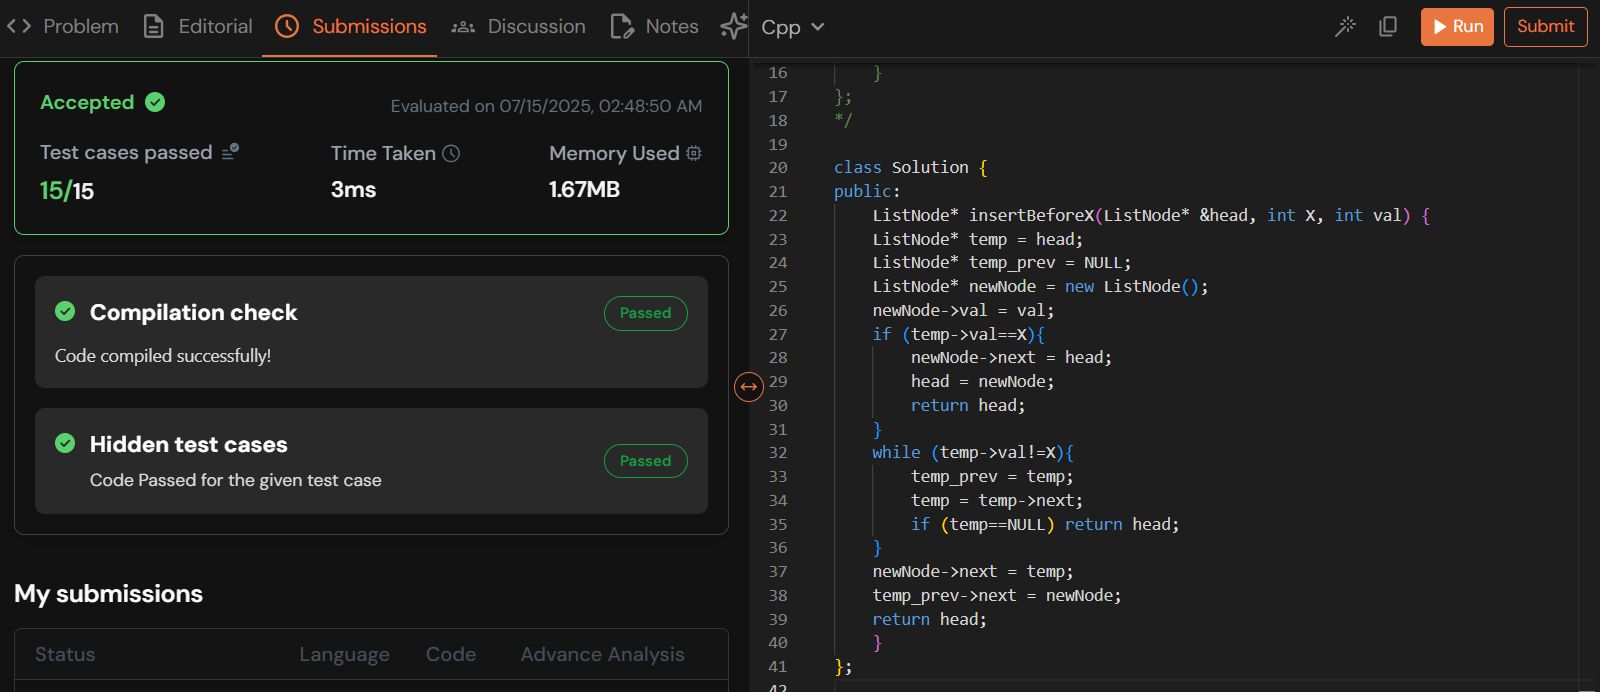 Problem Editorial Submissions Discussion Notes
Cpp Run Submit
Accepted
Evaluated on 07/15/2025, 02:48:50 AM
Test cases passed Time Taken Memory Used
15/15 3ms 1.67MB
Compilation check
Passed
Code compiled successfully!
Hidden test cases
Passed
Code Passed for the given test case
My submissions
Status Language Code Advance Analysis
16 }
17 };
18 */
19
20 class Solution {
21 public:
22 ListNode* insertBeforeX(ListNode* &head, int X, int val) {
23 ListNode* temp = head;
24 ListNode* temp_prev = NULL;
25 ListNode* newNode = new ListNode();
26 newNode->val = val;
27 if (temp->val==X){
28 newNode->next = head;
29 head = newNode;
30 return head;
31 }
32 while (temp->val!=X){
33 temp_prev = temp;
34 temp = temp->next;
35 if (temp==NULL) return head;
36 }
37 newNode->next = temp;
38 temp_prev->next = newNode;
39 return head;
40 }
41 };
42